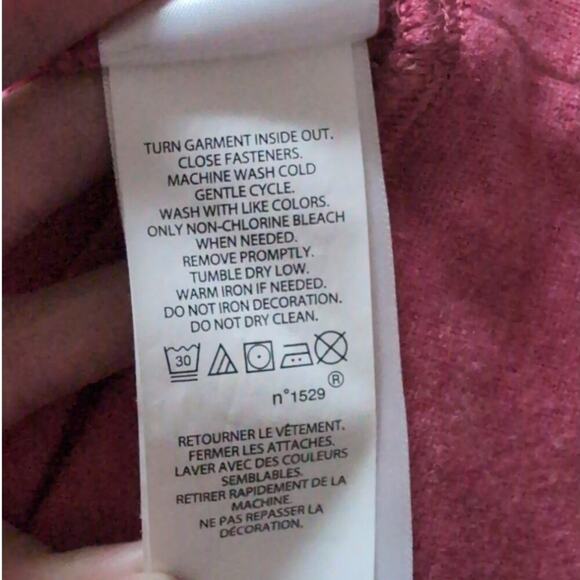 TURN GARMENT INSIDE OUT.
CLOSE FASTENERS.
MACHINE WASH COLD
GENTLE CYCLE.
WASH WITH LIKE COLORS.
ONLY NON-CHLORINE BLEACH
WHEN NEEDED.
REMOVE PROMPTLY.
TUMBLE DRY LOW.
WARM IRON IF NEEDED.
DO NOT IRON DECORATION.
DO NOT DRY CLEAN.
30
®
n°1529
RETOURNER LE VÊTEMENT.
FERMER LES ATTACHES.
LAVER AVEC DES COULEURS
SEMBLABLES.
RETIRER RAPIDEMENT DE LA
MACHINE.
NE PAS REPASSER LA
DÉCORATION.